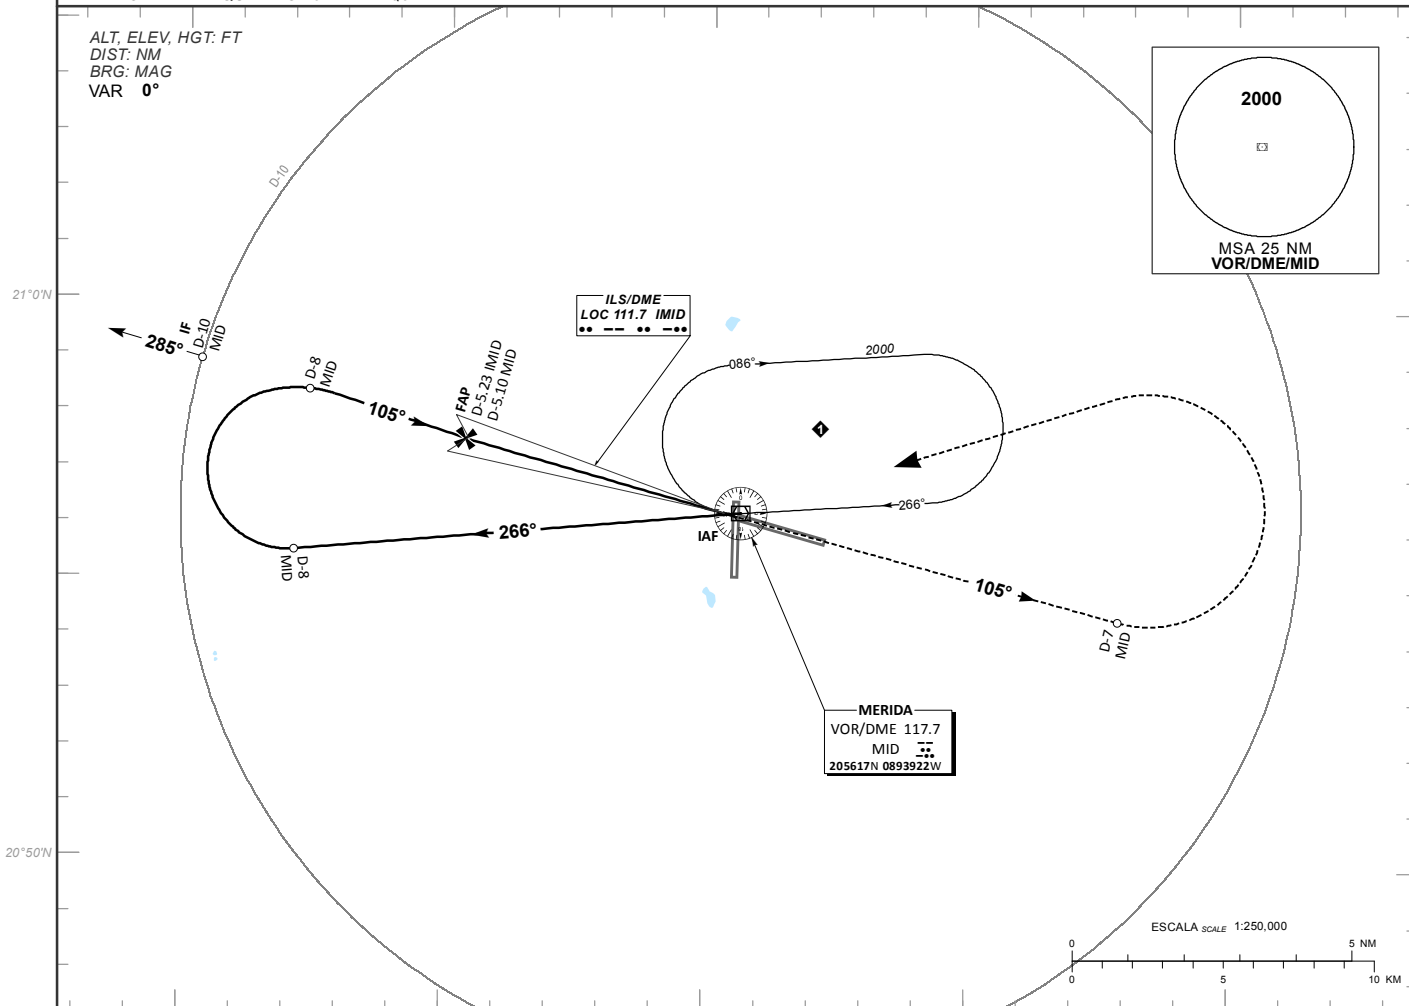 ALT, ELEV, HGT: FT
DIST: NM
BRG: MAG
VAR 0°
2000
MSA 25 NM
VOR/DME/MID
D-10
21°0'N
ILS/DME
LOC 111.7 IMID
285°
IF
D-10
MID
D-8
MID
105°
FAP
D-5.23 IMID
D-5.10 MID
086°
2000
1
266°
IAF
266°
D-8
MID
105°
D-7
MID
MERIDA
VOR/DME 117.7
MID
205617N 0893922W
20°50'N
ESCALA SCALE 1:250,000
0 5 NM
0 5 10 KM